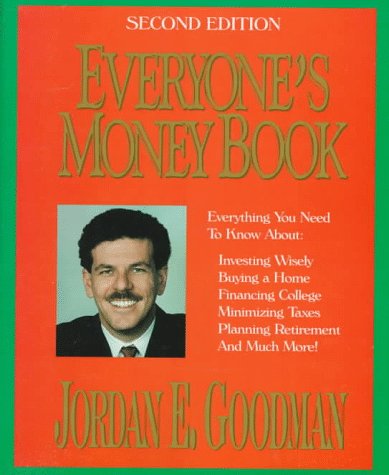 SECOND EDITION
EVERYONE'S
MONEY BOOK
Everything You Need
To Know About:
Investing Wisely
Buying a Home
Financing College
Minimizing Taxes
Planning Retirement
And Much More!
JORDAN E. GOODMAN